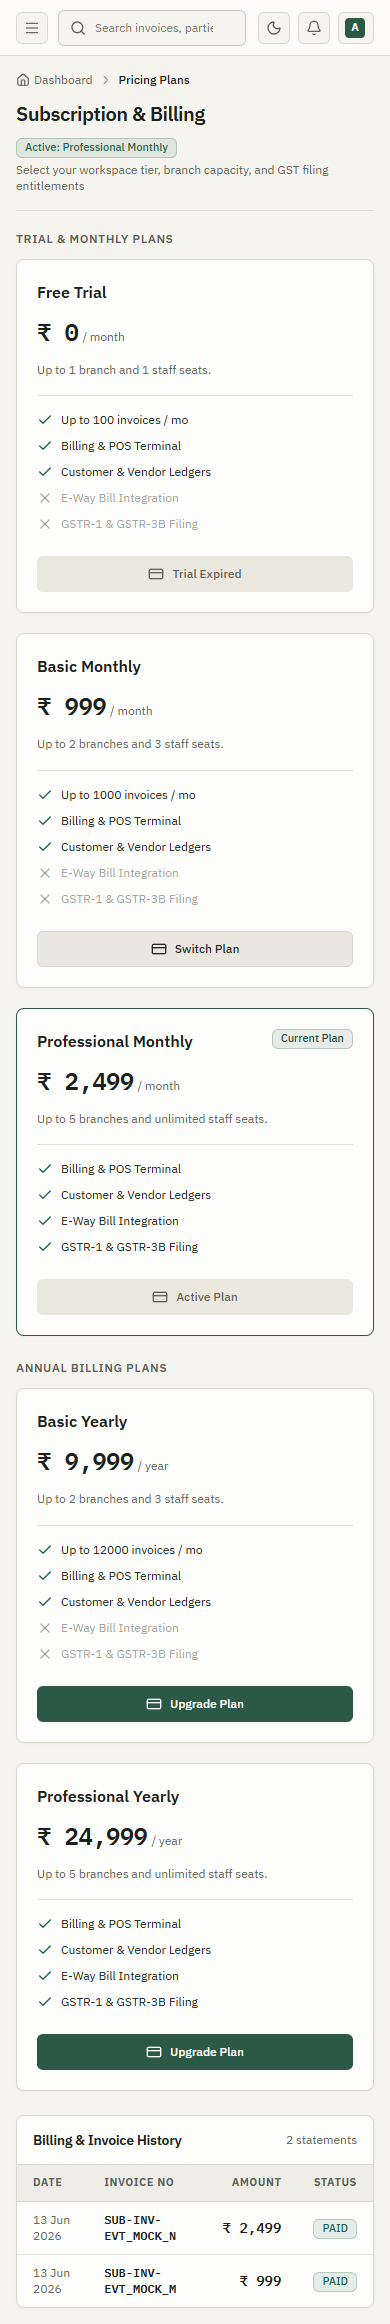 Search invoices, partie
A
Dashboard > Pricing Plans
Subscription & Billing
Active: Professional Monthly
Select your workspace tier, branch capacity, and GST filing
entitlements
TRIAL & MONTHLY PLANS
Free Trial
₹ 0 / month
Up to 1 branch and 1 staff seats.
Up to 100 invoices / mo
Billing & POS Terminal
Customer & Vendor Ledgers
E-Way Bill Integration
GSTR-1 & GSTR-3B Filing
Trial Expired
Basic Monthly
₹ 999 / month
Up to 2 branches and 3 staff seats.
Up to 1000 invoices / mo
Billing & POS Terminal
Customer & Vendor Ledgers
E-Way Bill Integration
GSTR-1 & GSTR-3B Filing
Switch Plan
Professional Monthly
Current Plan
₹ 2,499 / month
Up to 5 branches and unlimited staff seats.
Billing & POS Terminal
Customer & Vendor Ledgers
E-Way Bill Integration
GSTR-1 & GSTR-3B Filing
Active Plan
ANNUAL BILLING PLANS
Basic Yearly
₹ 9,999 / year
Up to 2 branches and 3 staff seats.
Up to 12000 invoices / mo
Billing & POS Terminal
Customer & Vendor Ledgers
E-Way Bill Integration
GSTR-1 & GSTR-3B Filing
Upgrade Plan
Professional Yearly
₹ 24,999 / year
Up to 5 branches and unlimited staff seats.
Billing & POS Terminal
Customer & Vendor Ledgers
E-Way Bill Integration
GSTR-1 & GSTR-3B Filing
Upgrade Plan
Billing & Invoice History 2 statements
DATE INVOICE NO AMOUNT STATUS
13 Jun 2026 SUB-INV-EVT_MOCK_N ₹ 2,499 PAID
13 Jun 2026 SUB-INV-EVT_MOCK_M ₹ 999 PAID